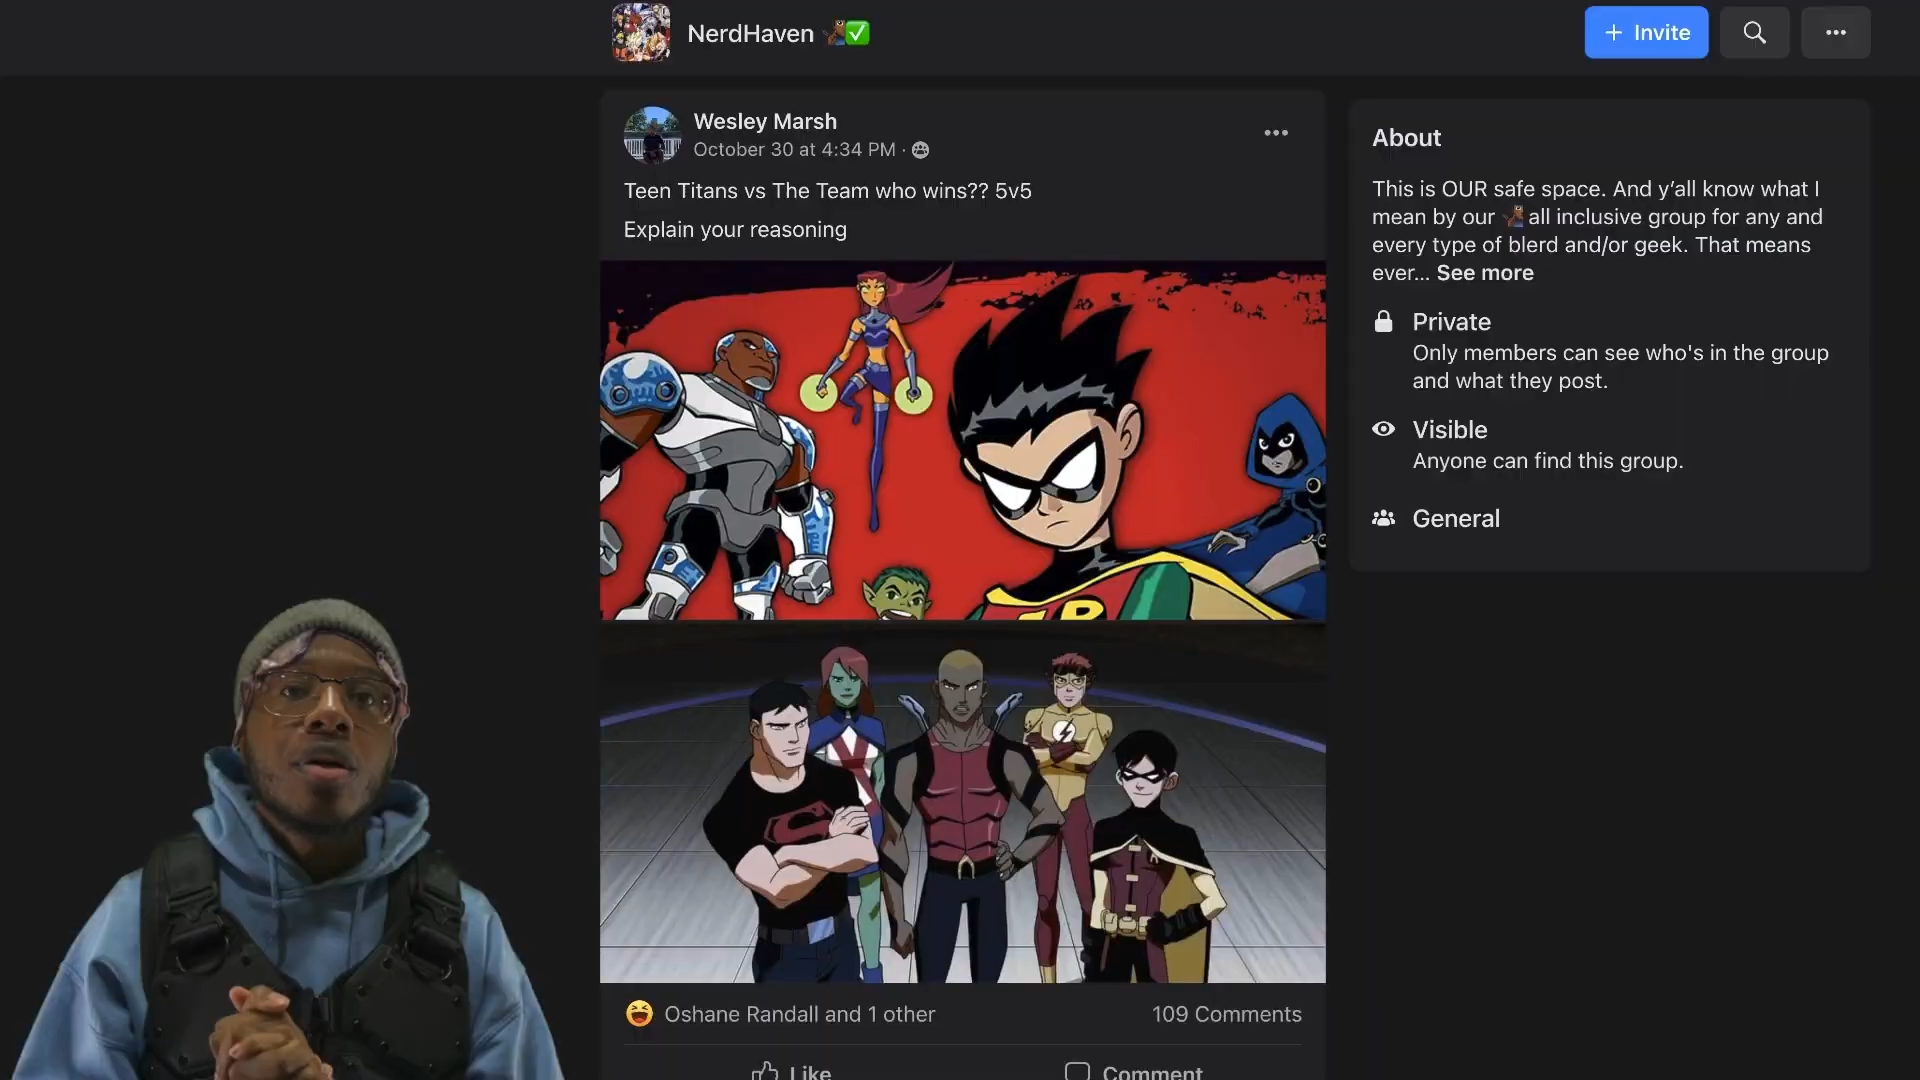 NerdHaven
+ Invite
Wesley Marsh
October 30 at 4:34 PM ·
Teen Titans vs The Team who wins?? 5v5
Explain your reasoning
R
S
Oshane Randall and 1 other
109 Comments
Like
Comment
About
This is OUR safe space. And y’all know what I
mean by our all inclusive group for any and
every type of blerd and/or geek. That means
ever... See more
Private
Only members can see who's in the group
and what they post.
Visible
Anyone can find this group.
General